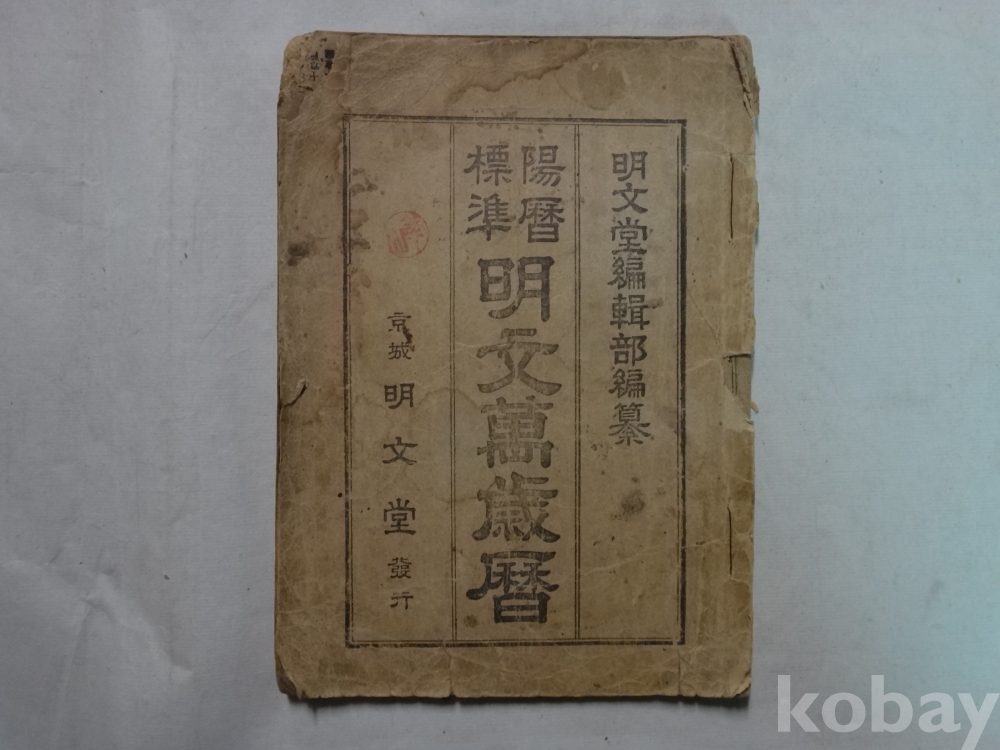 明文堂編輯部編纂
陽曆
標準
明文萬歲曆
京城 明文堂 發行
kobay